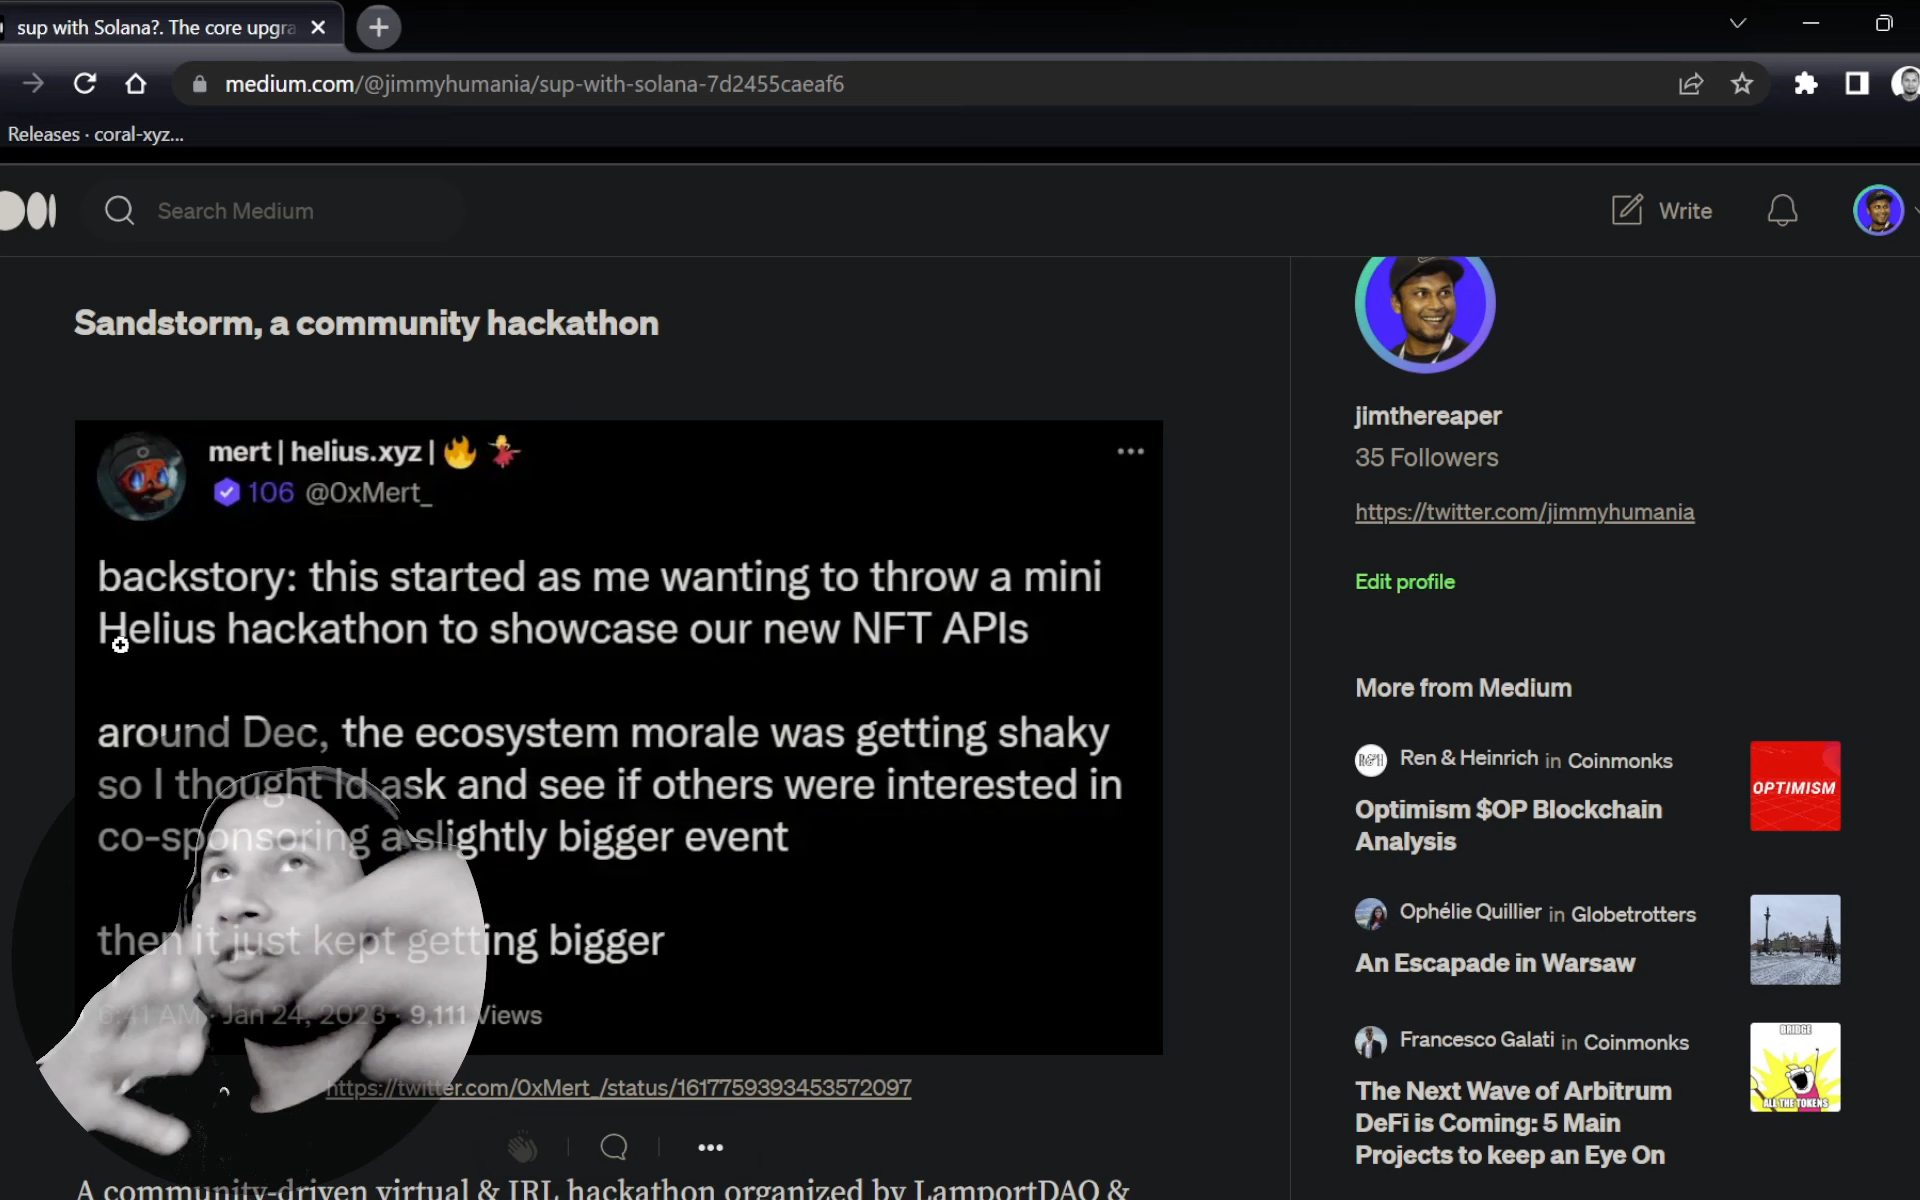 sup with Solana?. The core upgra
medium.com/@jimmyhumania/sup-with-solana-7d2455caeaf6
Releases · coral-xyz...
Search Medium
Write
Sandstorm, a community hackathon
mert | helius.xyz | 🔥 💃
106 @0xMert_
backstory: this started as me wanting to throw a mini
Helius hackathon to showcase our new NFT APIs
around Dec, the ecosystem morale was getting shaky
so I thought Id ask and see if others were interested in
co-sponsoring a slightly bigger event
then it just kept getting bigger
6:41 AM · Jan 24, 2023 · 9,111 Views
https://twitter.com/0xMert_/status/1617759393453572097
A community-driven virtual & IRL hackathon organized by LamportDAO &
jimthereaper
35 Followers
https://twitter.com/jimmyhumania
Edit profile
More from Medium
R&H
Ren & Heinrich in Coinmonks
Optimism $OP Blockchain
Analysis
OPTIMISM
Ophélie Quillier in Globetrotters
An Escapade in Warsaw
Francesco Galati in Coinmonks
The Next Wave of Arbitrum
DeFi is Coming: 5 Main
Projects to keep an Eye On
BRIDGE
ALL THE TOKENS